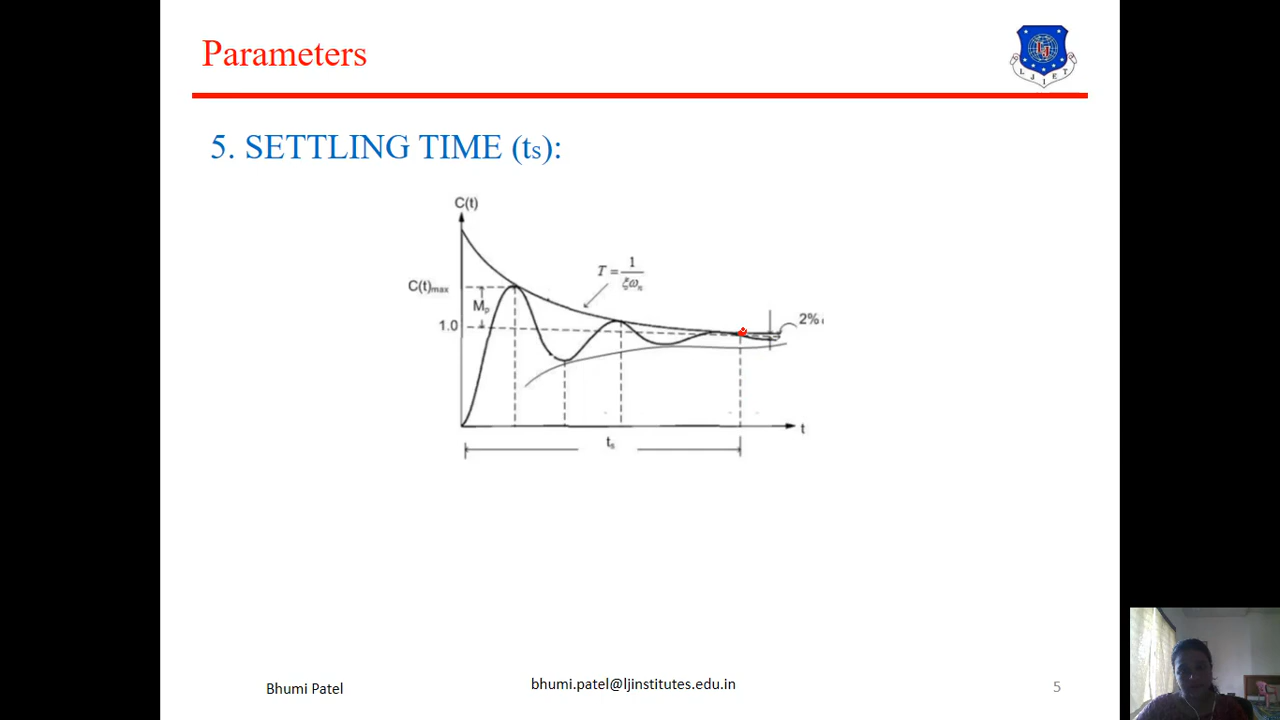 Parameters
LJIET
5. SETTLING TIME (ts):
C(t)
T = 1/ξωn
C(t)max
Mp
1.0
2%
t
ts
Bhumi Patel
bhumi.patel@ljinstitutes.edu.in
5